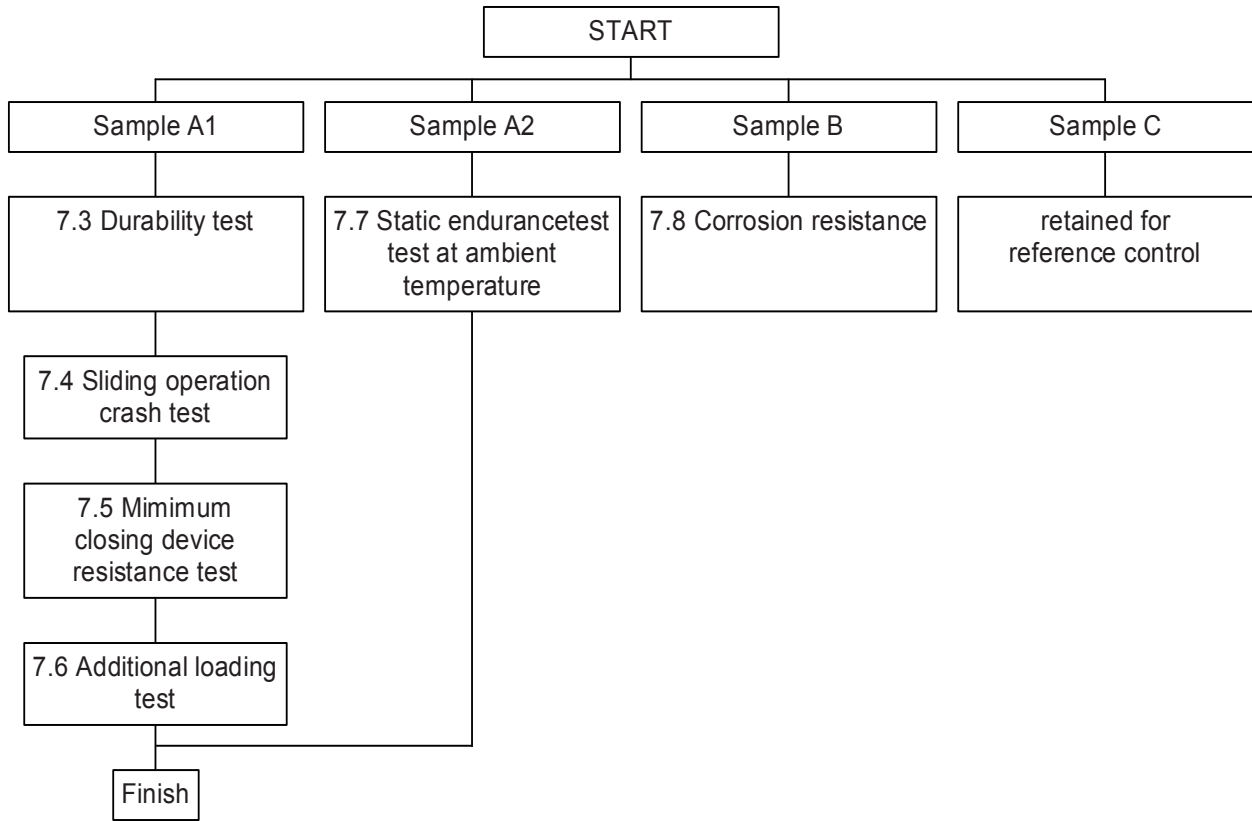 START
Sample A1
Sample A2
Sample B
Sample C
7.3 Durability test
7.7 Static endurancetest
test at ambient
temperature
7.8 Corrosion resistance
retained for
reference control
7.4 Sliding operation
crash test
7.5 Mimimum
closing device
resistance test
7.6 Additional loading
test
Finish